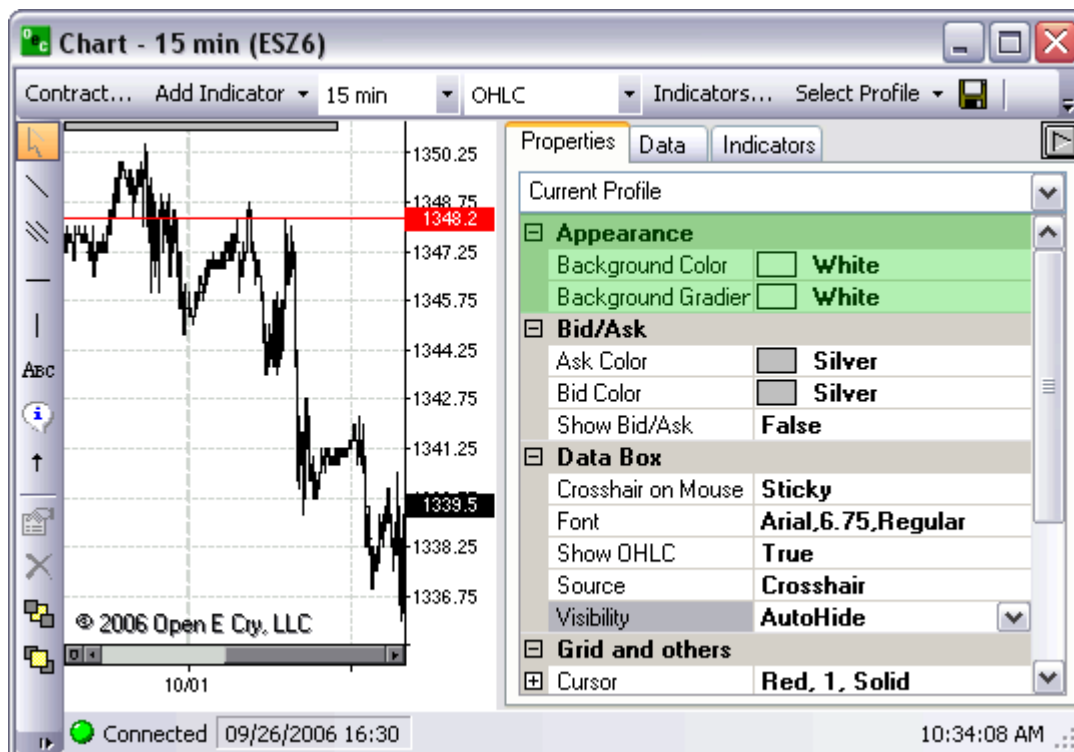 OEC Chart - 15 min (ESZ6)
Contract... Add Indicator 15 min OHLC Indicators... Select Profile
ABC
1350.25
1348.75
1348.2
1347.25
1345.75
1344.25
1342.75
1341.25
1339.5
1338.25
1336.75
© 2006 Open E Cry, LLC
10/01
Properties Data Indicators
Current Profile
Appearance
Background Color White
Background Gradier White
Bid/Ask
Ask Color Silver
Bid Color Silver
Show Bid/Ask False
Data Box
Crosshair on Mouse Sticky
Font Arial,6.75,Regular
Show OHLC True
Source Crosshair
Visibility AutoHide
Grid and others
Cursor Red, 1, Solid
Connected 09/26/2006 16:30 10:34:08 AM